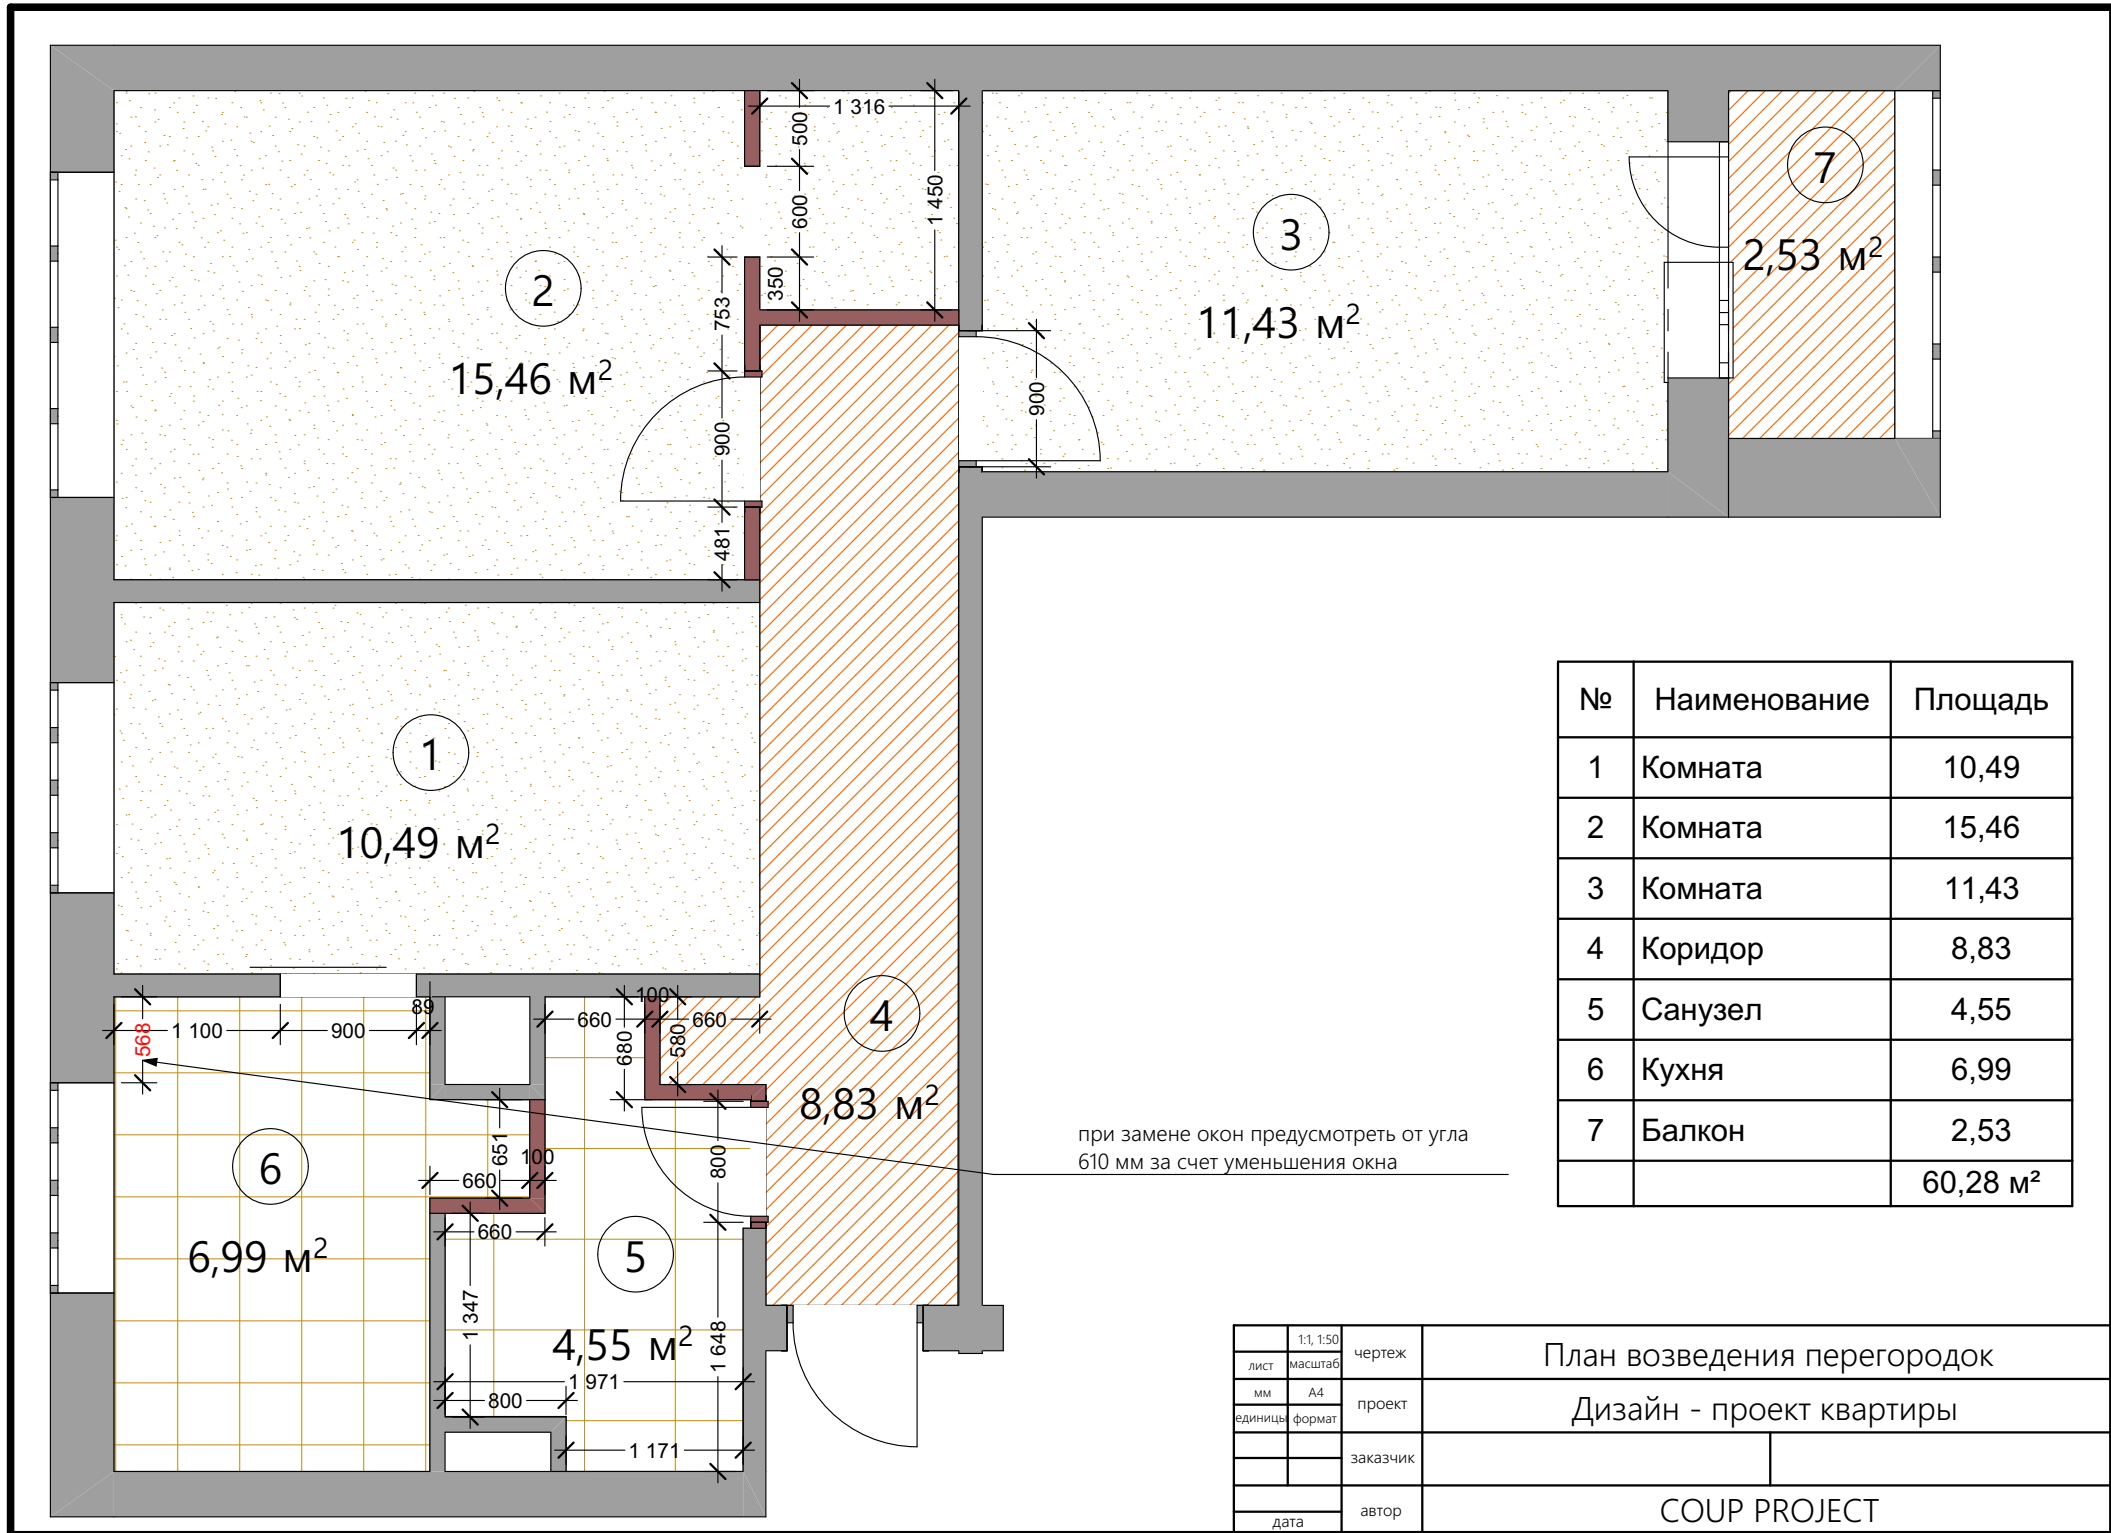 1 316
500
600
1 450
350
753
900
481
2
15,46 м²
3
11,43 м²
900
7
2,53 м²
1
10,49 м²
568
1 100
900
89
660
100
660
680
580
4
8,83 м²
651
100
660
660
800
6
6,99 м²
5
4,55 м²
1 347
1 648
1 971
800
1 171
при замене окон предусмотреть от угла
610 мм за счет уменьшения окна
№ Наименование Площадь
1 Комната 10,49
2 Комната 15,46
3 Комната 11,43
4 Коридор 8,83
5 Санузел 4,55
6 Кухня 6,99
7 Балкон 2,53
60,28 м²
1:1, 1:50
лист масштаб чертеж План возведения перегородок
мм А4
единицы формат проект Дизайн - проект квартиры
заказчик
дата автор COUP PROJECT